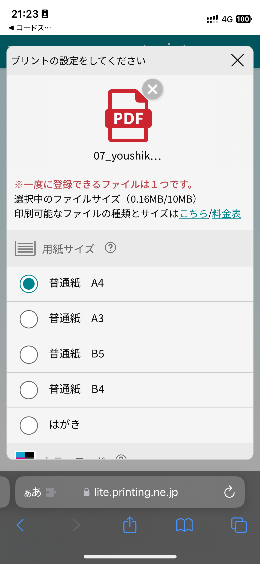 21:23
4G 100
◀ コードス…
プリントの設定をしてください
PDF
07_youshik…
※一度に登録できるファイルは1つです。
選択中のファイルサイズ（0.16MB/10MB）
印刷可能なファイルの種類とサイズはこちら/料金表
用紙サイズ ?
普通紙 A4
普通紙 A3
普通紙 B5
普通紙 B4
はがき
ぁあ lite.printing.ne.jp